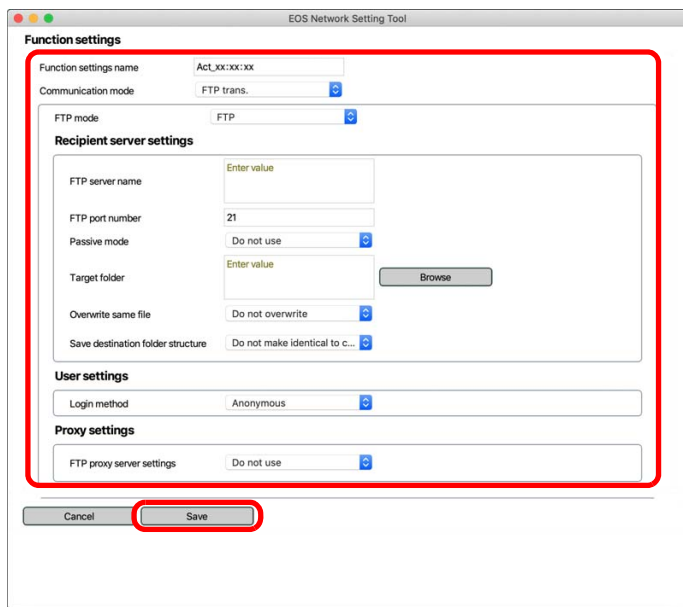 EOS Network Setting Tool
Function settings
Function settings name Act_xx:xx:xx
Communication mode FTP trans.
FTP mode FTP
Recipient server settings
FTP server name Enter value
FTP port number 21
Passive mode Do not use
Target folder Enter value Browse
Overwrite same file Do not overwrite
Save destination folder structure Do not make identical to c...
User settings
Login method Anonymous
Proxy settings
FTP proxy server settings Do not use
Cancel Save